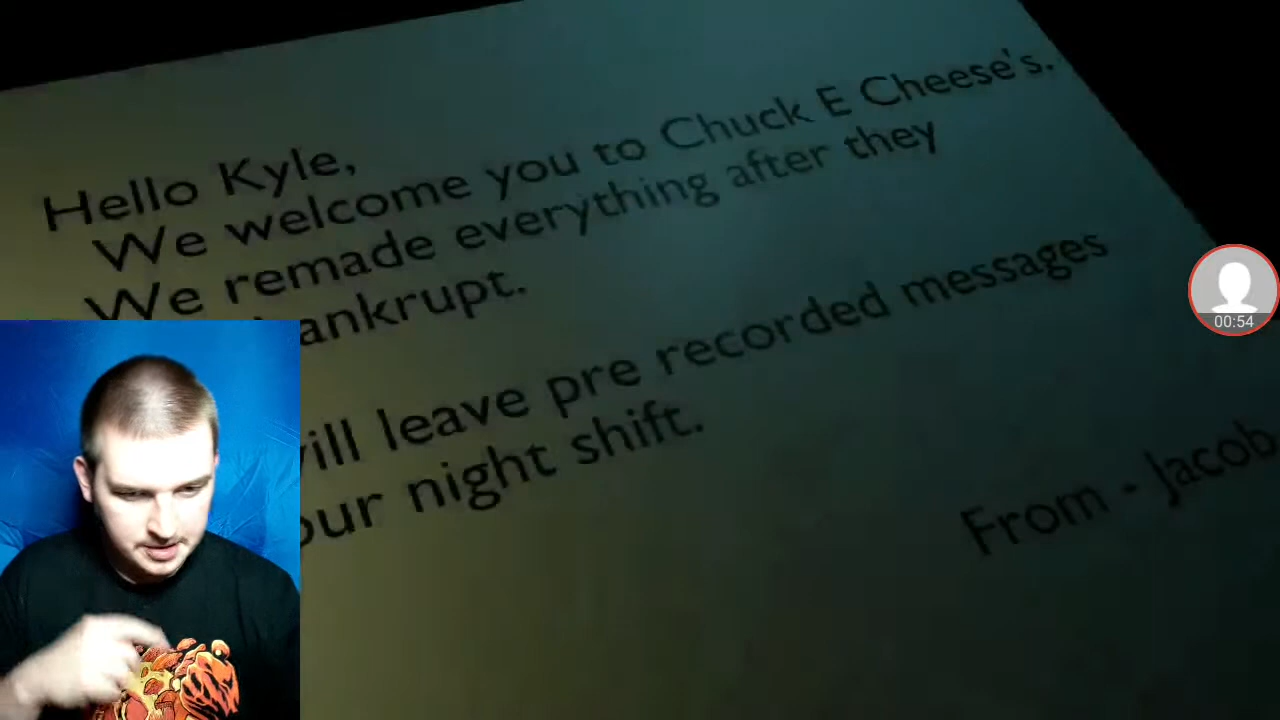 Hello Kyle,
We welcome you to Chuck E Cheese's.
We remade everything after they
ankrupt.
ill leave pre recorded messages
our night shift.
From - Jacob
00:54